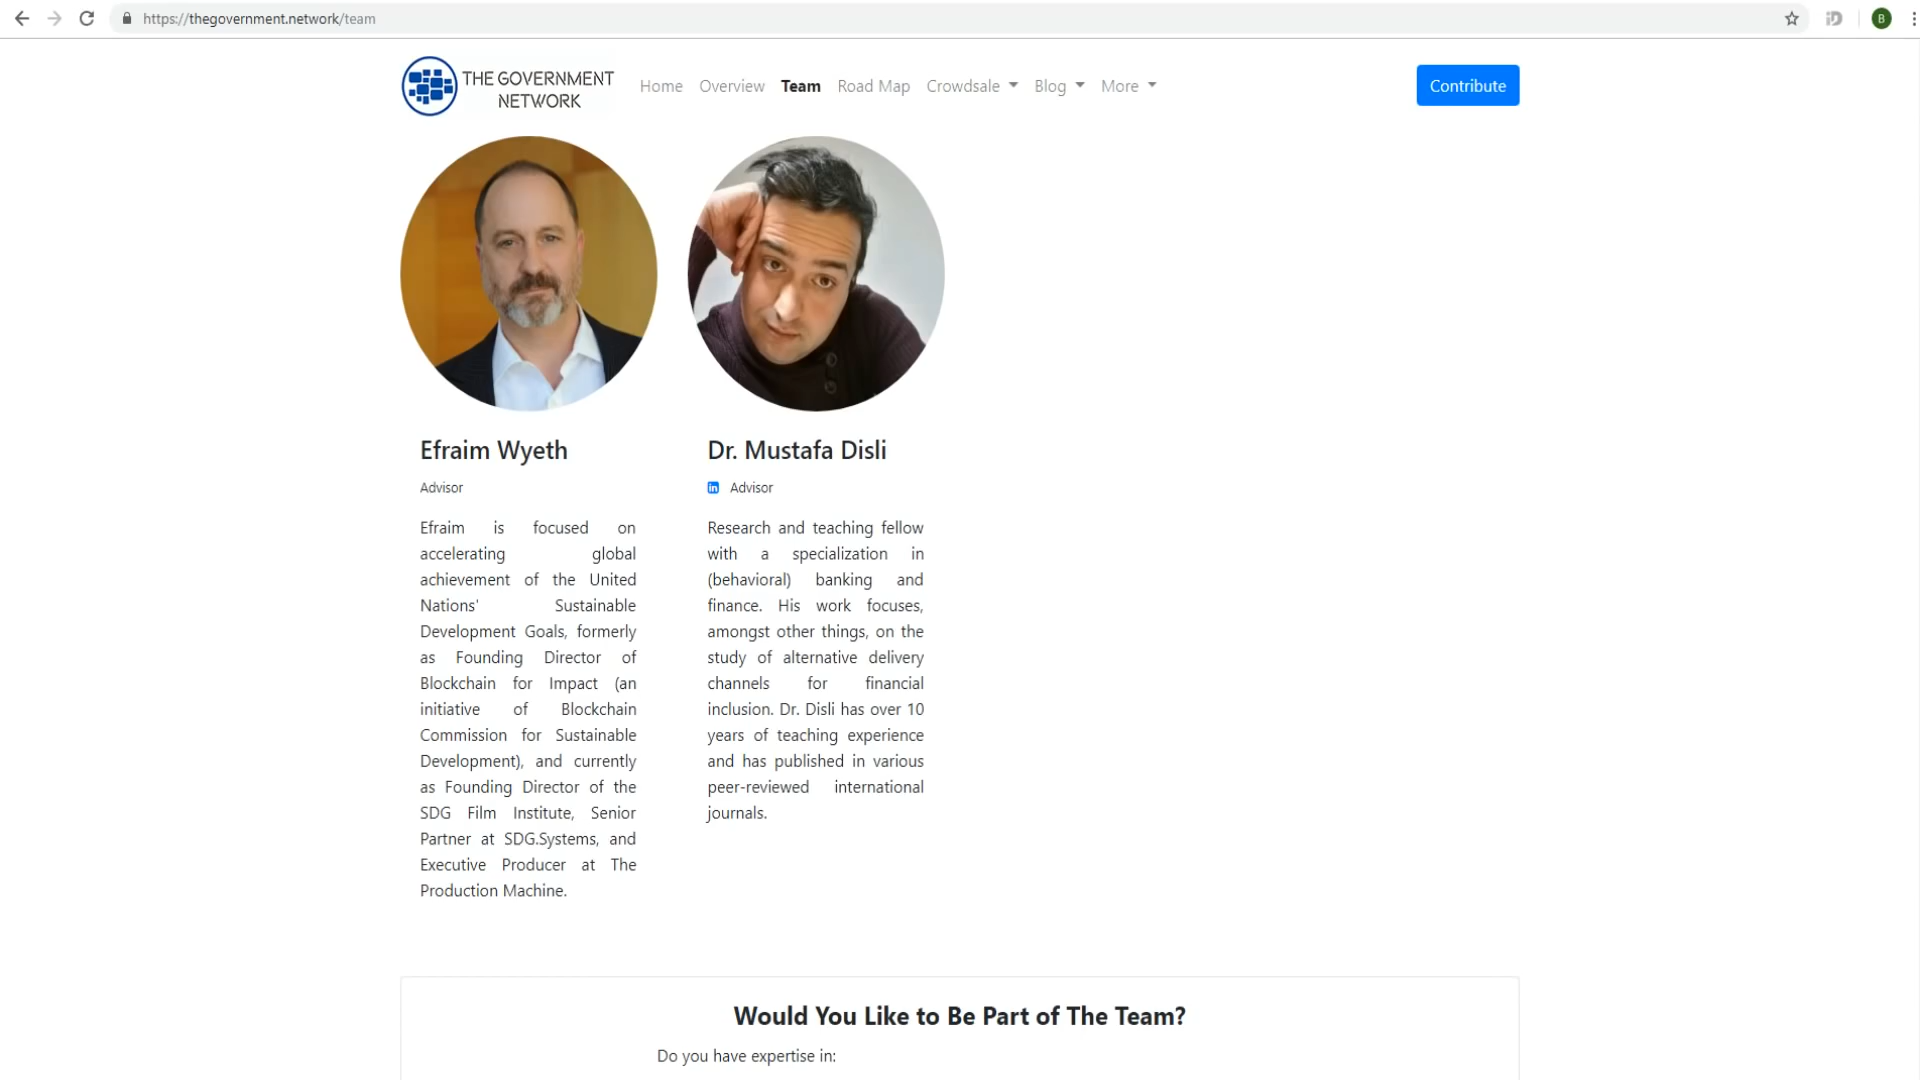 https://thegovernment.network/team
B
THE GOVERNMENT
NETWORK
Home Overview Team Road Map Crowdsale Blog More
Contribute
Efraim Wyeth
Advisor
Efraim is focused on
accelerating global
achievement of the United
Nations' Sustainable
Development Goals, formerly
as Founding Director of
Blockchain for Impact (an
initiative of Blockchain
Commission for Sustainable
Development), and currently
as Founding Director of the
SDG Film Institute, Senior
Partner at SDG.Systems, and
Executive Producer at The
Production Machine.
Dr. Mustafa Disli
in Advisor
Research and teaching fellow
with a specialization in
(behavioral) banking and
finance. His work focuses,
amongst other things, on the
study of alternative delivery
channels for financial
inclusion. Dr. Disli has over 10
years of teaching experience
and has published in various
peer-reviewed international
journals.
Would You Like to Be Part of The Team?
Do you have expertise in: